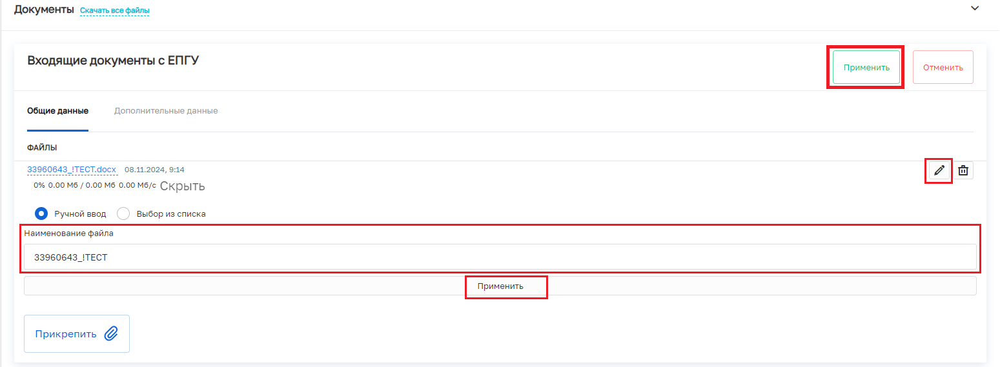 Документы Скачать все файлы
Входящие документы с ЕПГУ
Применить Отменить
Общие данные Дополнительные данные
ФАЙЛЫ
33960643_!ТЕСТ.docx 08.11.2024, 9:14
0% 0.00 Мб / 0.00 Мб 0.00 Мб/с Скрыть
Ручной ввод Выбор из списка
Наименование файла
33960643_!ТЕСТ
Применить
Прикрепить